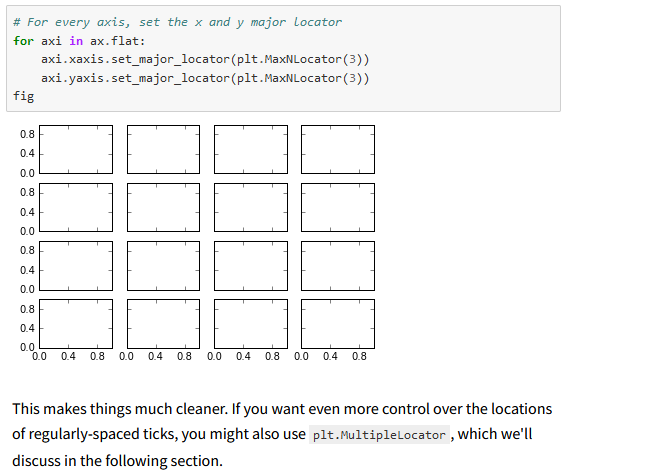 # For every axis, set the x and y major locator
for axi in ax.flat:
    axi.xaxis.set_major_locator(plt.MaxNLocator(3))
    axi.yaxis.set_major_locator(plt.MaxNLocator(3))
fig
0.8
0.4
0.0
0.8
0.4
0.0
0.8
0.4
0.0
0.8
0.4
0.0
0.0 0.4 0.8 0.0 0.4 0.8 0.0 0.4 0.8 0.0 0.4 0.8
This makes things much cleaner. If you want even more control over the locations
of regularly-spaced ticks, you might also use plt.MultipleLocator , which we'll
discuss in the following section.